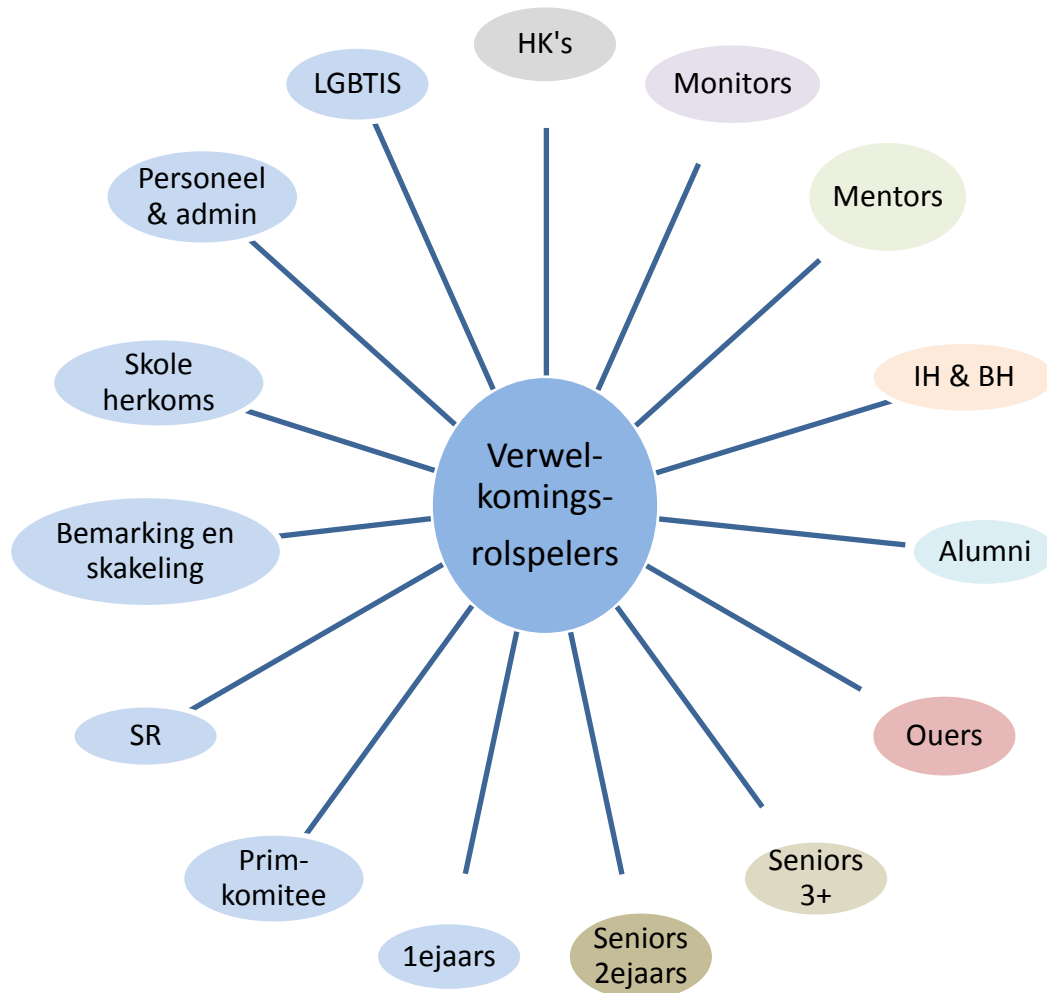 HK's
LGBTIS
Monitors
Personeel
& admin
Mentors
Skole
herkoms
IH & BH
Verwel-
komings-
rolspelers
Bemarking en
skakeling
Alumni
SR
Ouers
Prim-
komitee
Seniors
3+
1ejaars
Seniors
2ejaars